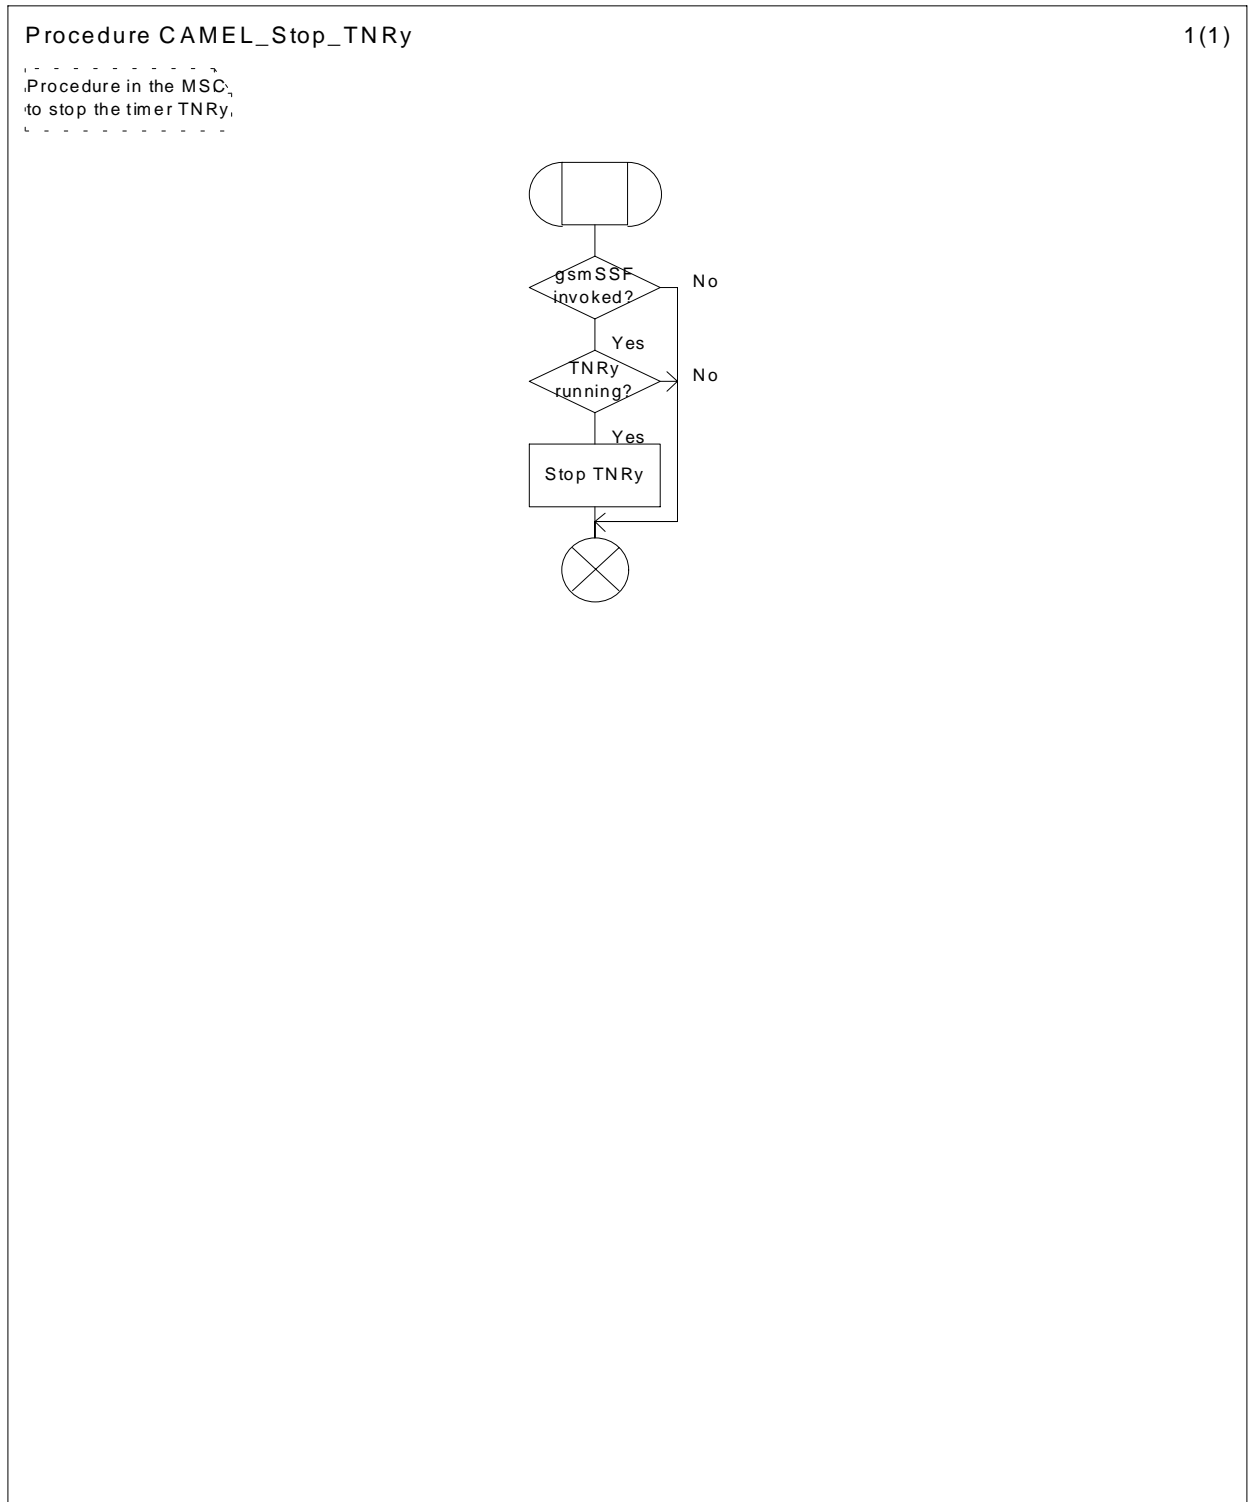 Procedure CAMEL_Stop_TNRy
1(1)
Procedure in the MSC
to stop the timer TNRy
gsmSSF
invoked?
No
Yes
TNRy
running?
No
Yes
Stop TNRy